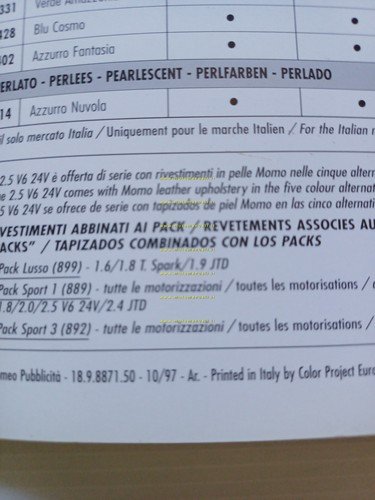 331 Verde Amazzonia
428 Blu Cosmo
402 Azzurro Fantasia
ERLATO - PERLEES - PEARLESCENT - PERLFARBEN - PERLADO
14 Azzurro Nuvola
il solo mercato Italia / Uniquement pour le marche Italien / For the Italian
2.5 V6 24V è offerta di serie con rivestimenti in pelle Momo nelle cinque altern
e 2.5 V6 24V comes with Momo leather upholstery in the five colour alternat
.5 V6 24V se ofrece de serie con tapizados de piel Momo en las cinco alternati
VESTIMENTI ABBINATI AI PACK / REVETEMENTS ASSOCIES AU
ACKS" / TAPIZADOS COMBINADOS CON LOS PACKS
Pack Lusso (899) - 1.6/1.8 T. Spark/1.9 JTD
Pack Sport 1 (889) - tutte le motorizzazioni / toutes les motorisations /
1.8/2.0/2.5 V6 24V/2.4 JTD
Pack Sport 3 (892) - tutte le motorizzazioni / toutes les motorisations /
meo Pubblicità - 18.9.8871.50 - 10/97 - Ar. - Printed in Italy by Color Project Euro